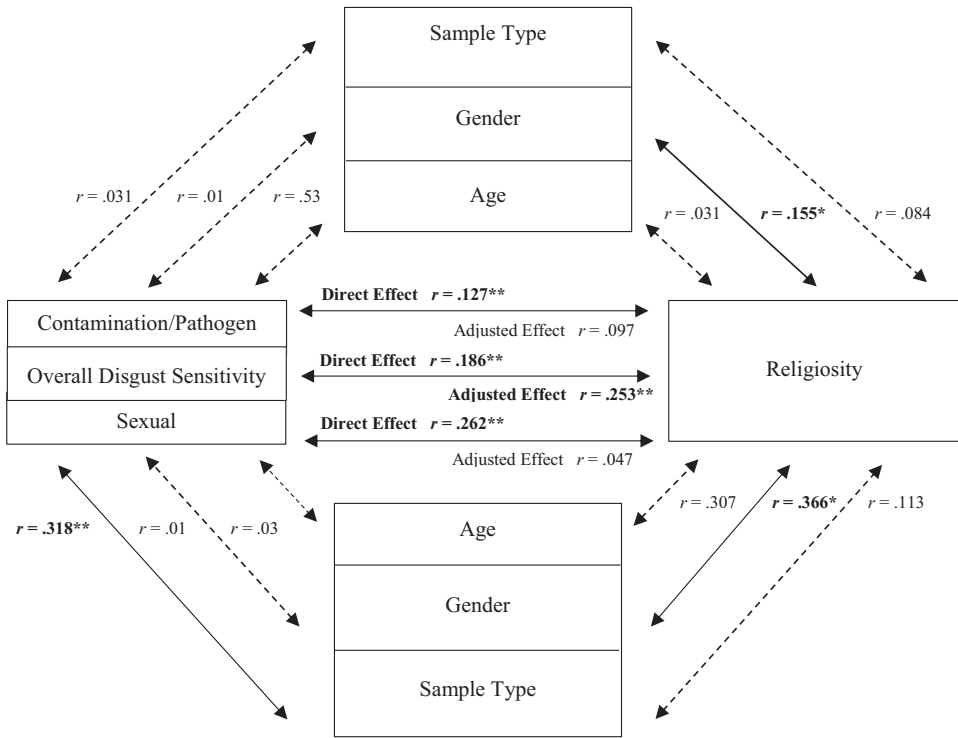 Sample Type
Gender
Age
r = .031
r = .01
r = .53
r = .031
r = .155*
r = .084
Direct Effect r = .127**
Adjusted Effect r = .097
Direct Effect r = .186**
Adjusted Effect r = .253**
Direct Effect r = .262**
Adjusted Effect r = .047
Contamination/Pathogen
Overall Disgust Sensitivity
Sexual
Religiosity
r = .318**
r = .01
r = .03
r = .307
r = .366*
r = .113
Age
Gender
Sample Type